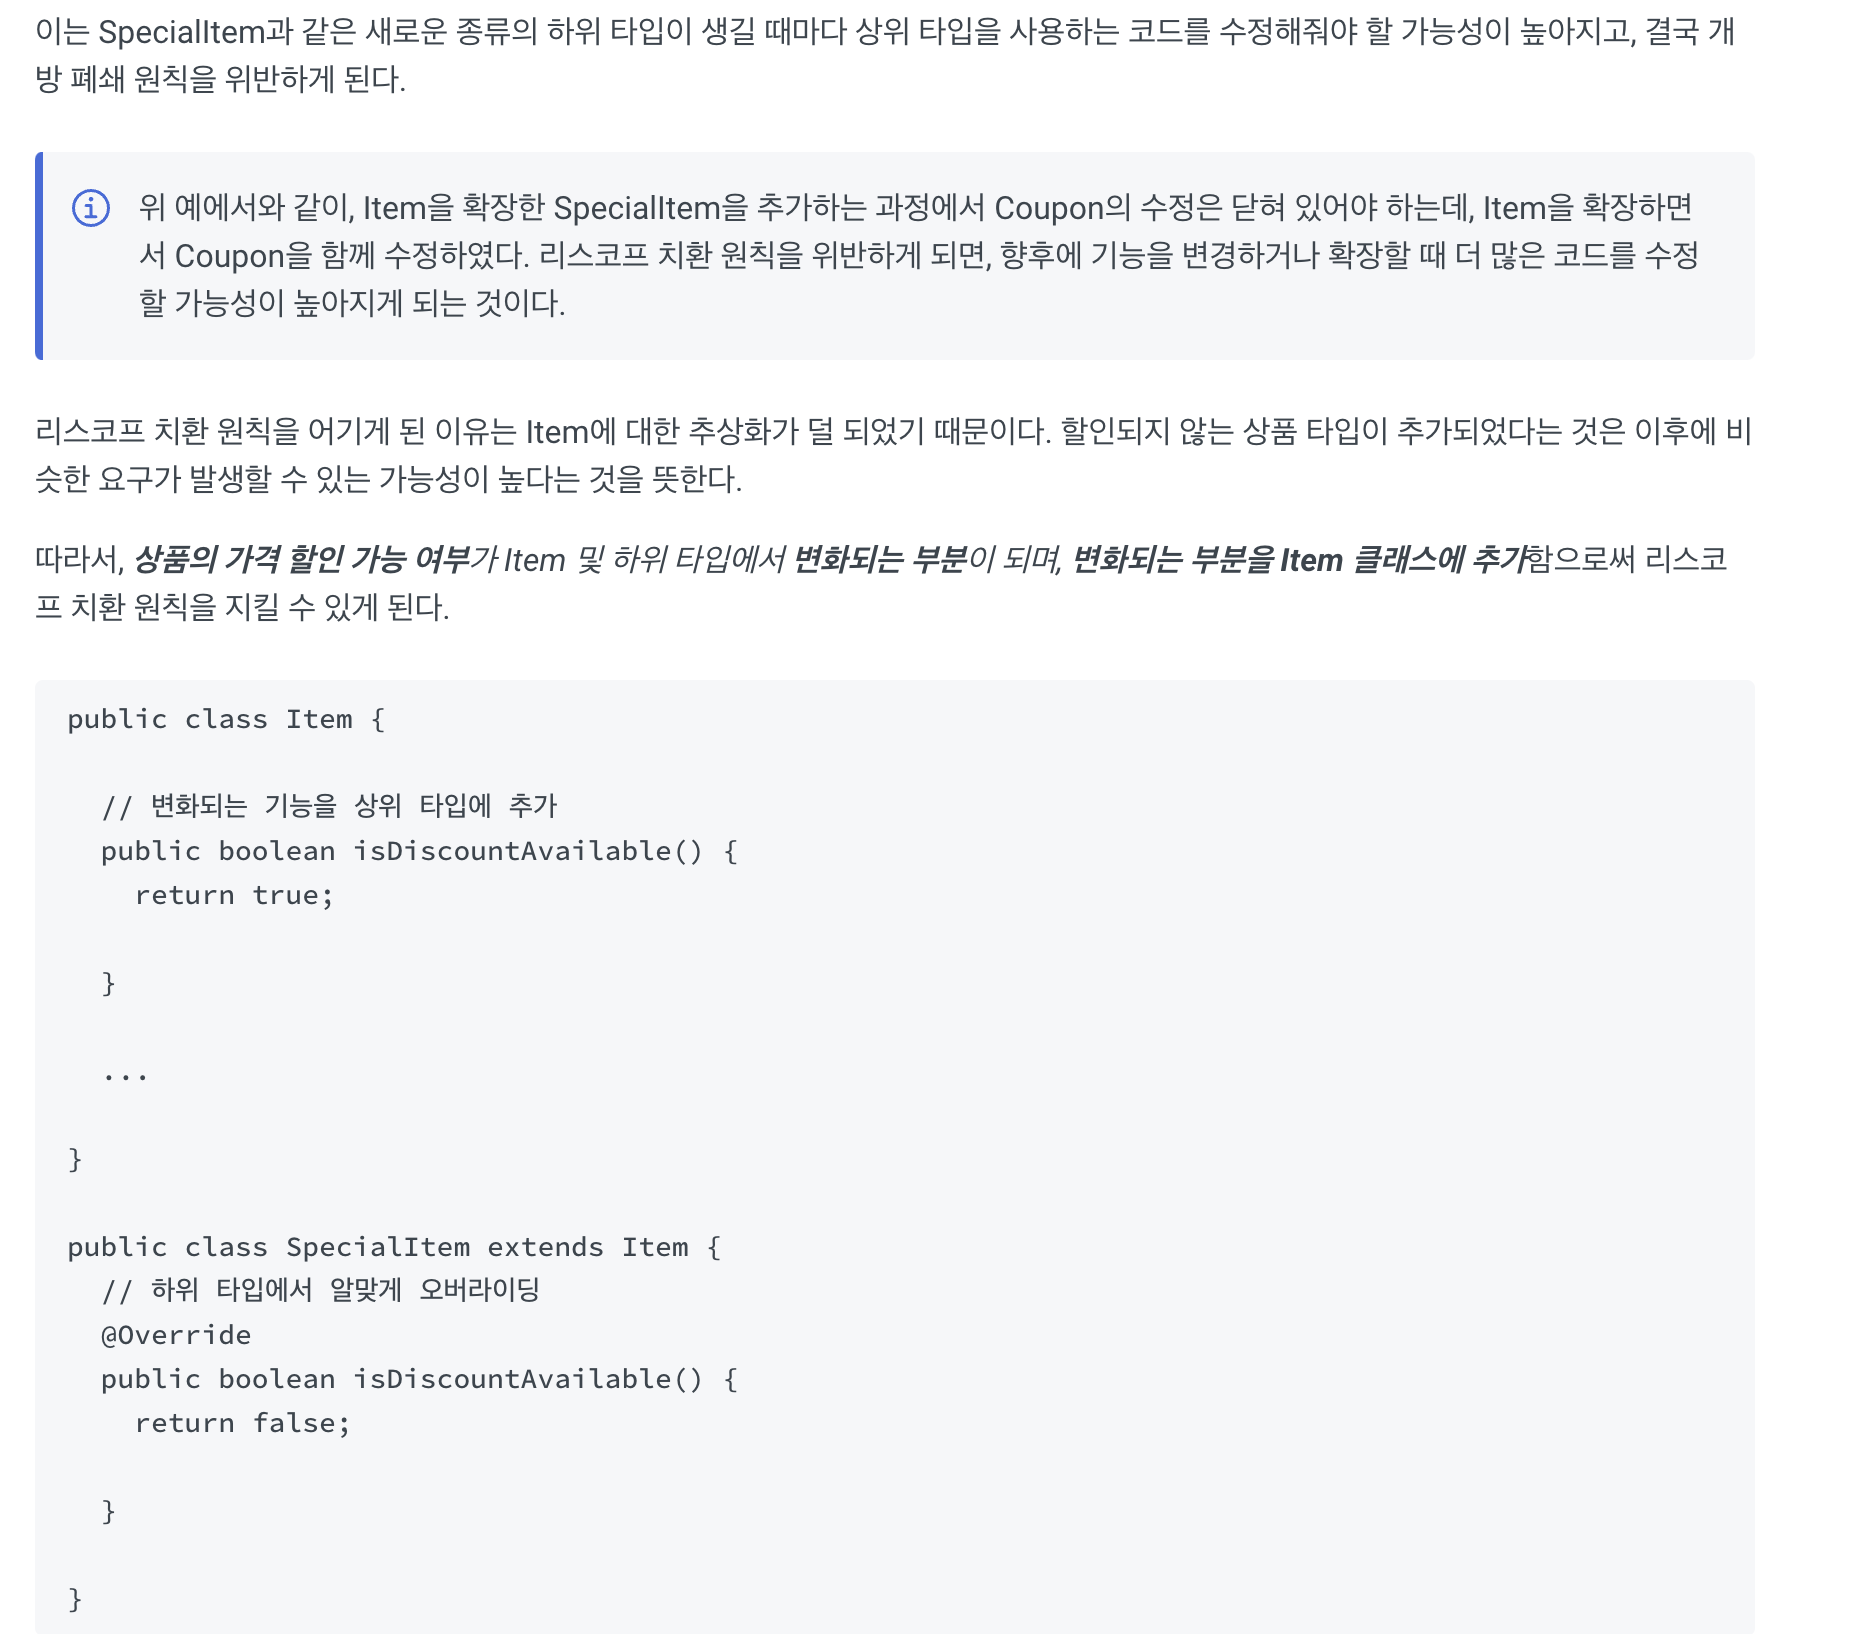 이는 SpecialItem과 같은 새로운 종류의 하위 타입이 생길 때마다 상위 타입을 사용하는 코드를 수정해줘야 할 가능성이 높아지고, 결국 개
방 폐쇄 원칙을 위반하게 된다.
위 예에서와 같이, Item을 확장한 SpecialItem을 추가하는 과정에서 Coupon의 수정은 닫혀 있어야 하는데, Item을 확장하면
서 Coupon을 함께 수정하였다. 리스코프 치환 원칙을 위반하게 되면, 향후에 기능을 변경하거나 확장할 때 더 많은 코드를 수정
할 가능성이 높아지게 되는 것이다.
리스코프 치환 원칙을 어기게 된 이유는 Item에 대한 추상화가 덜 되었기 때문이다. 할인되지 않는 상품 타입이 추가되었다는 것은 이후에 비
슷한 요구가 발생할 수 있는 가능성이 높다는 것을 뜻한다.
따라서, 상품의 가격 할인 가능 여부가 Item 및 하위 타입에서 변화되는 부분이 되며, 변화되는 부분을 Item 클래스에 추가함으로써 리스코
프 치환 원칙을 지킬 수 있게 된다.
public class Item {
// 변화되는 기능을 상위 타입에 추가
public boolean isDiscountAvailable() {
return true;
}
...
}
public class SpecialItem extends Item {
// 하위 타입에서 알맞게 오버라이딩
@Override
public boolean isDiscountAvailable() {
return false;
}
}